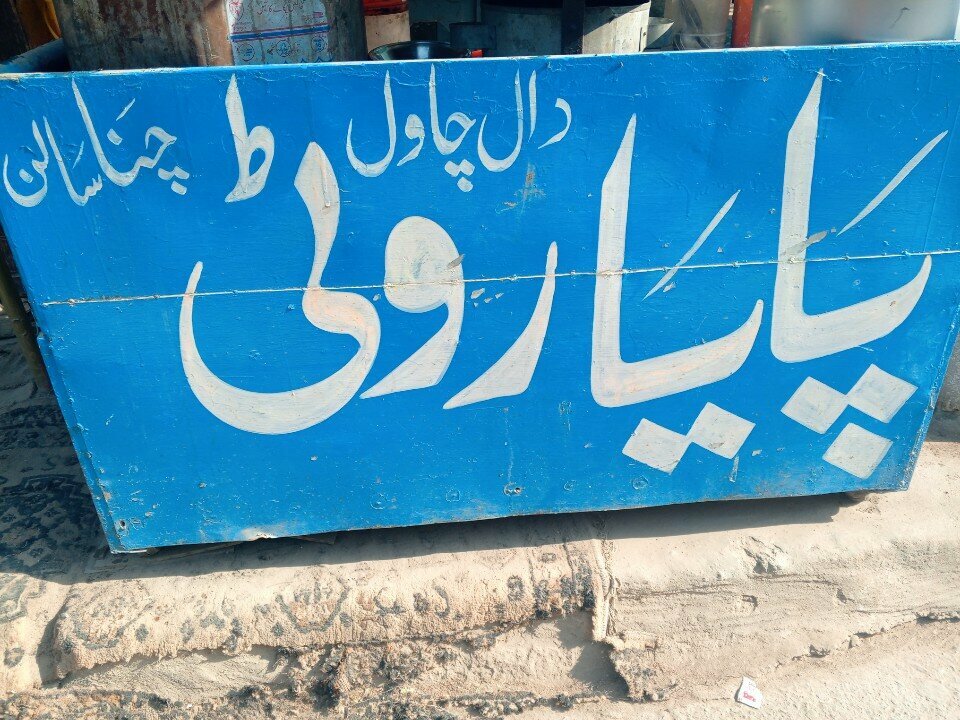 دال چاول چنا سالن
پایا روٹی